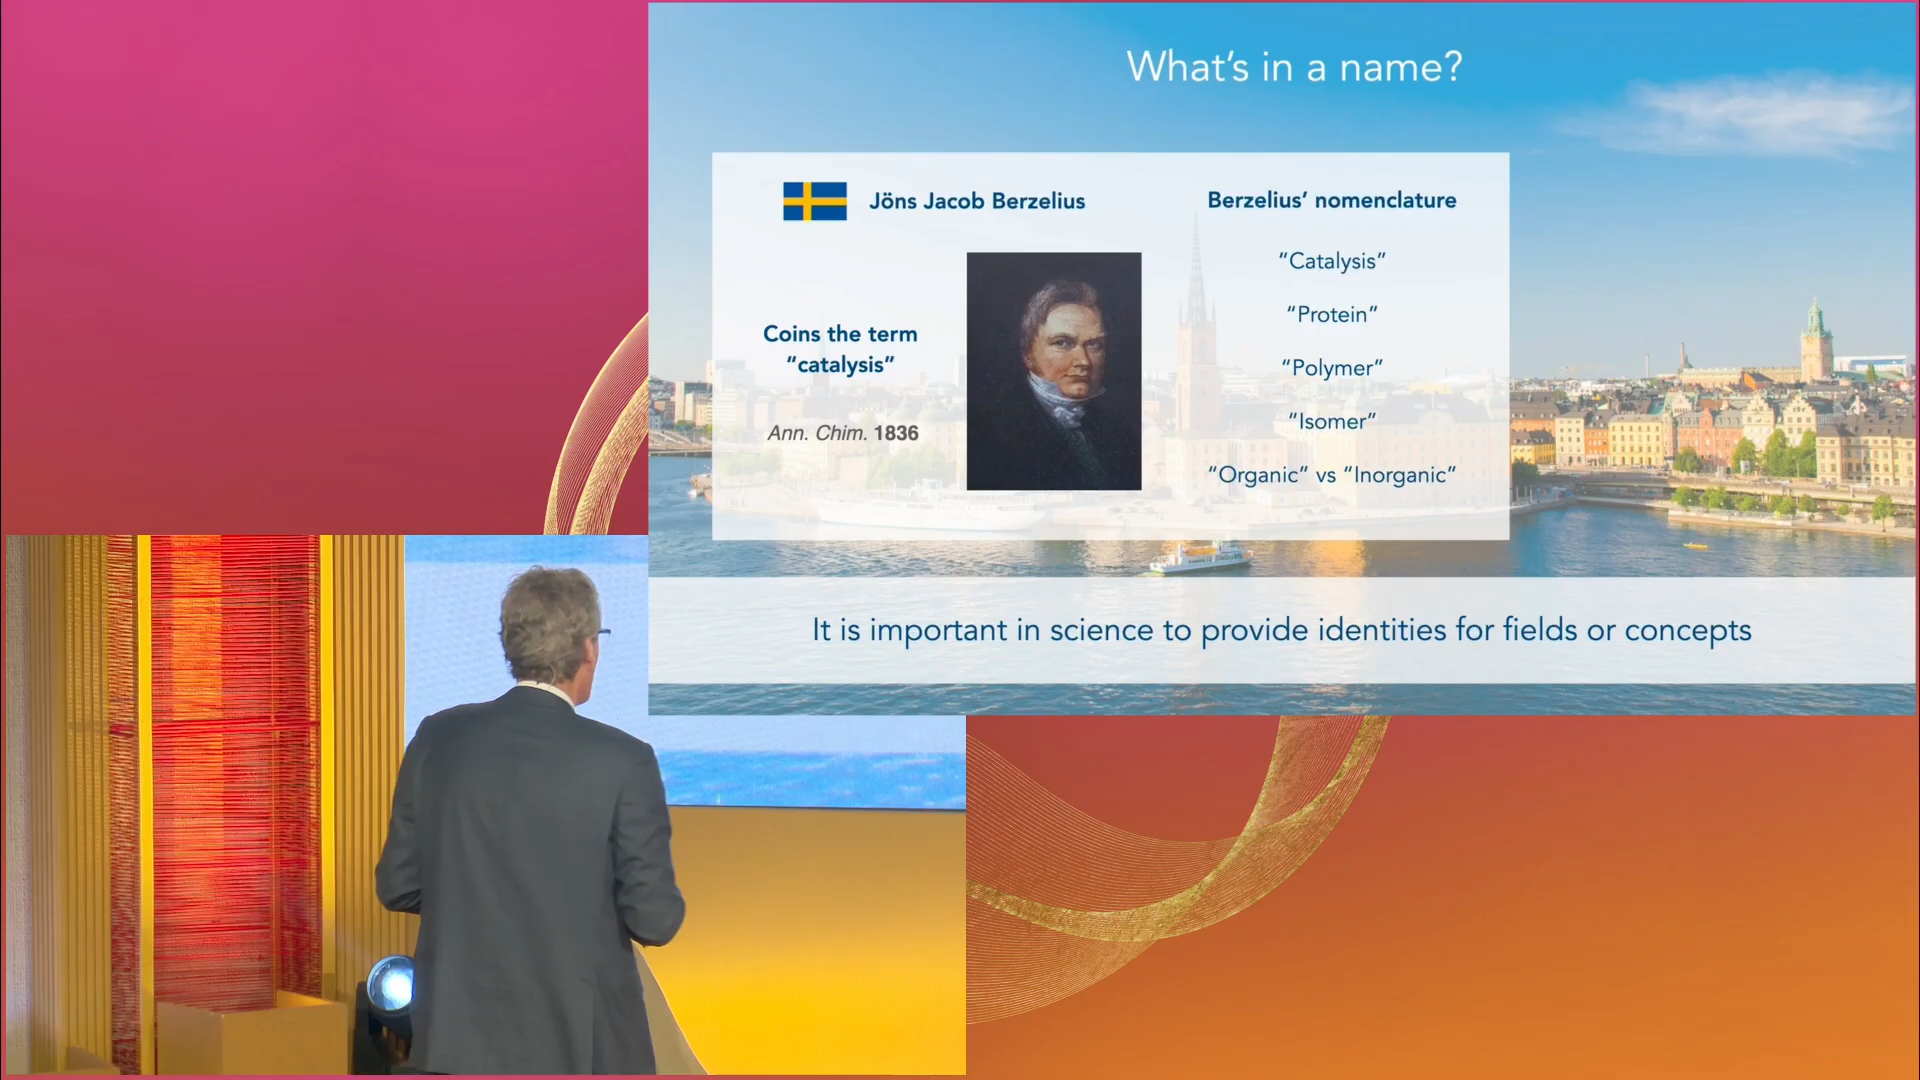 What’s in a name?
Jöns Jacob Berzelius
Coins the term
“catalysis”
Ann. Chim. 1836
Berzelius’ nomenclature
“Catalysis”
“Protein”
“Polymer”
“Isomer”
“Organic” vs “Inorganic”
It is important in science to provide identities for fields or concepts